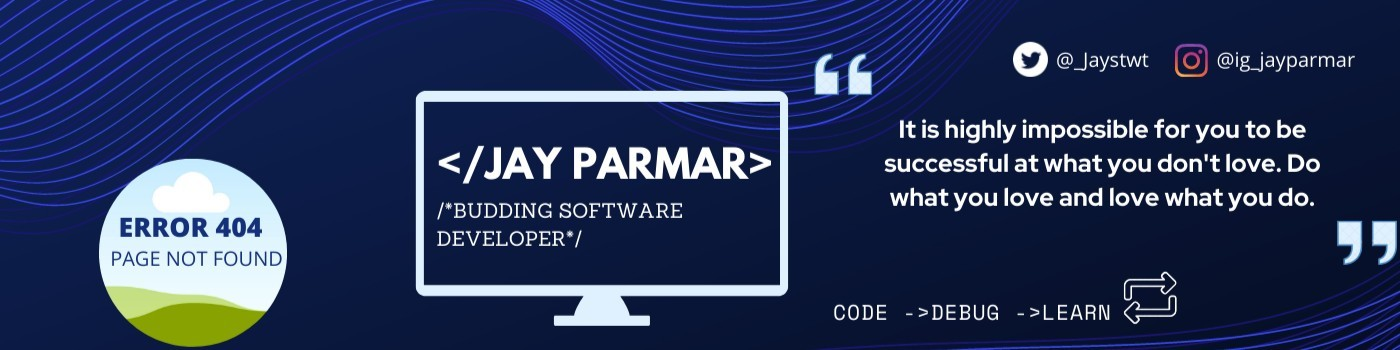 @_Jaystwt @ig_jayparmar
“
It is highly impossible for you to be
successful at what you don't love. Do
what you love and love what you do.
”
</JAY PARMAR>
/*BUDDING SOFTWARE
DEVELOPER*/
ERROR 404
PAGE NOT FOUND
CODE ->DEBUG ->LEARN